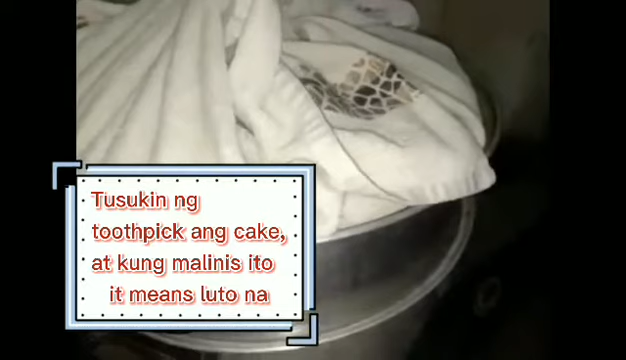 Tusukin ng
toothpick ang cake,
at kung malinis ito
it means luto na